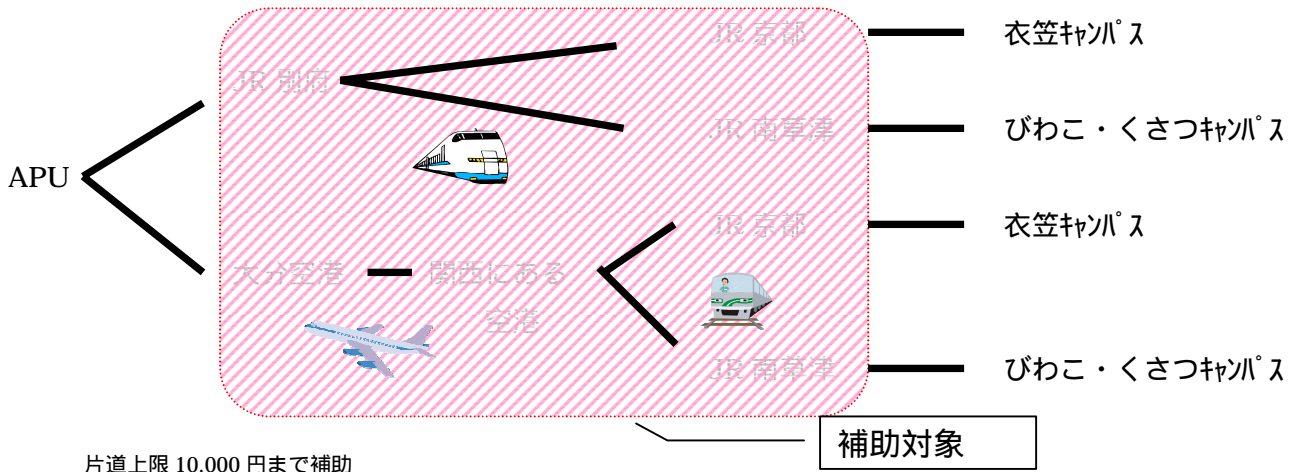 JR 京都
衣笠ｷｬﾝﾊﾟｽ
JR 別府
JR 南草津
びわこ・くさつｷｬﾝﾊﾟｽ
APU
JR 京都
衣笠ｷｬﾝﾊﾟｽ
大分空港
関西にある
空港
JR 南草津
びわこ・くさつｷｬﾝﾊﾟｽ
補助対象
片道上限 10,000 円まで補助